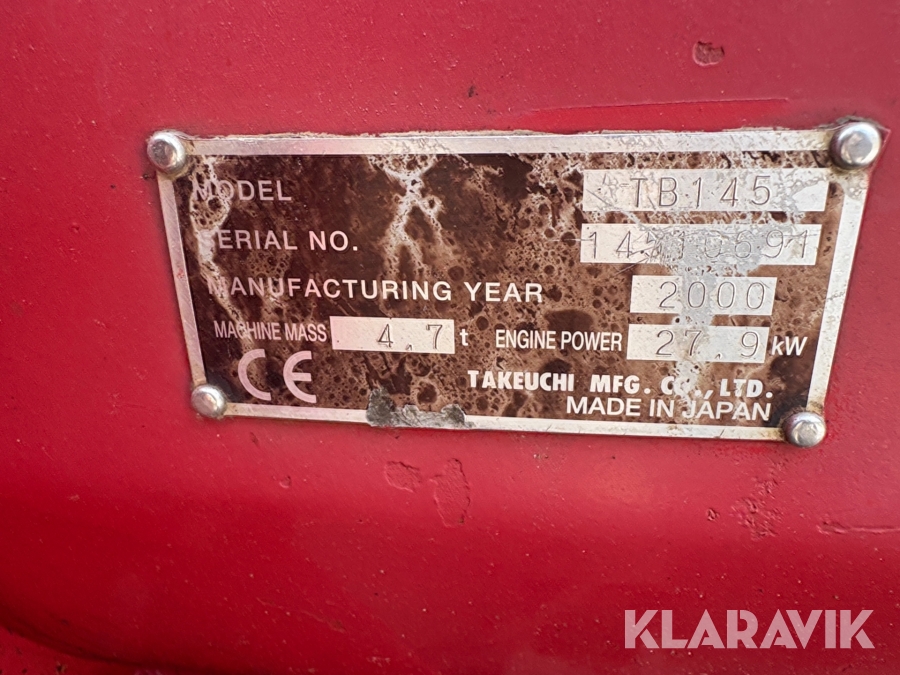 MODEL TB145
SERIAL NO.
MANUFACTURING YEAR 2000
MACHINE MASS 4.7 t ENGINE POWER 27.9 kW
CE
TAKEUCHI MFG. CO., LTD.
MADE IN JAPAN
KLARAVIK